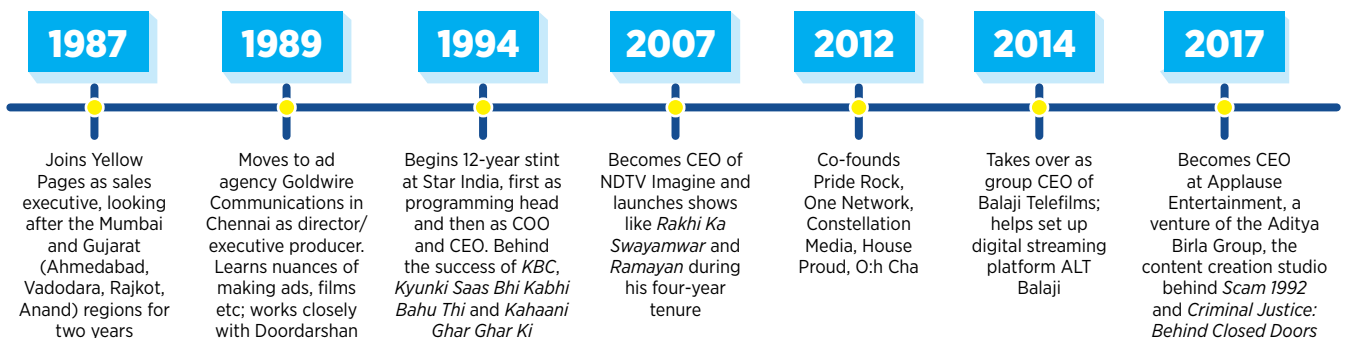 1987
Joins Yellow
Pages as sales
executive, looking
after the Mumbai
and Gujarat
(Ahmedabad,
Vadodara, Rajkot,
Anand) regions for
two years
1989
Moves to ad
agency Goldwire
Communications in
Chennai as director/
executive producer.
Learns nuances of
making ads, films
etc; works closely
with Doordarshan
1994
Begins 12-year stint
at Star India, first as
programming head
and then as COO
and CEO. Behind
the success of KBC,
Kyunki Saas Bhi Kabhi
Bahu Thi and Kahaani
Ghar Ghar Ki
2007
Becomes CEO of
NDTV Imagine and
launches shows
like Rakhi Ka
Swayamwar and
Ramayan during
his four-year
tenure
2012
Co-founds
Pride Rock,
One Network,
Constellation
Media, House
Proud, O:h Cha
2014
Takes over as
group CEO of
Balaji Telefilms;
helps set up
digital streaming
platform ALT
Balaji
2017
Becomes CEO
at Applause
Entertainment, a
venture of the Aditya
Birla Group, the
content creation studio
behind Scam 1992
and Criminal Justice:
Behind Closed Doors